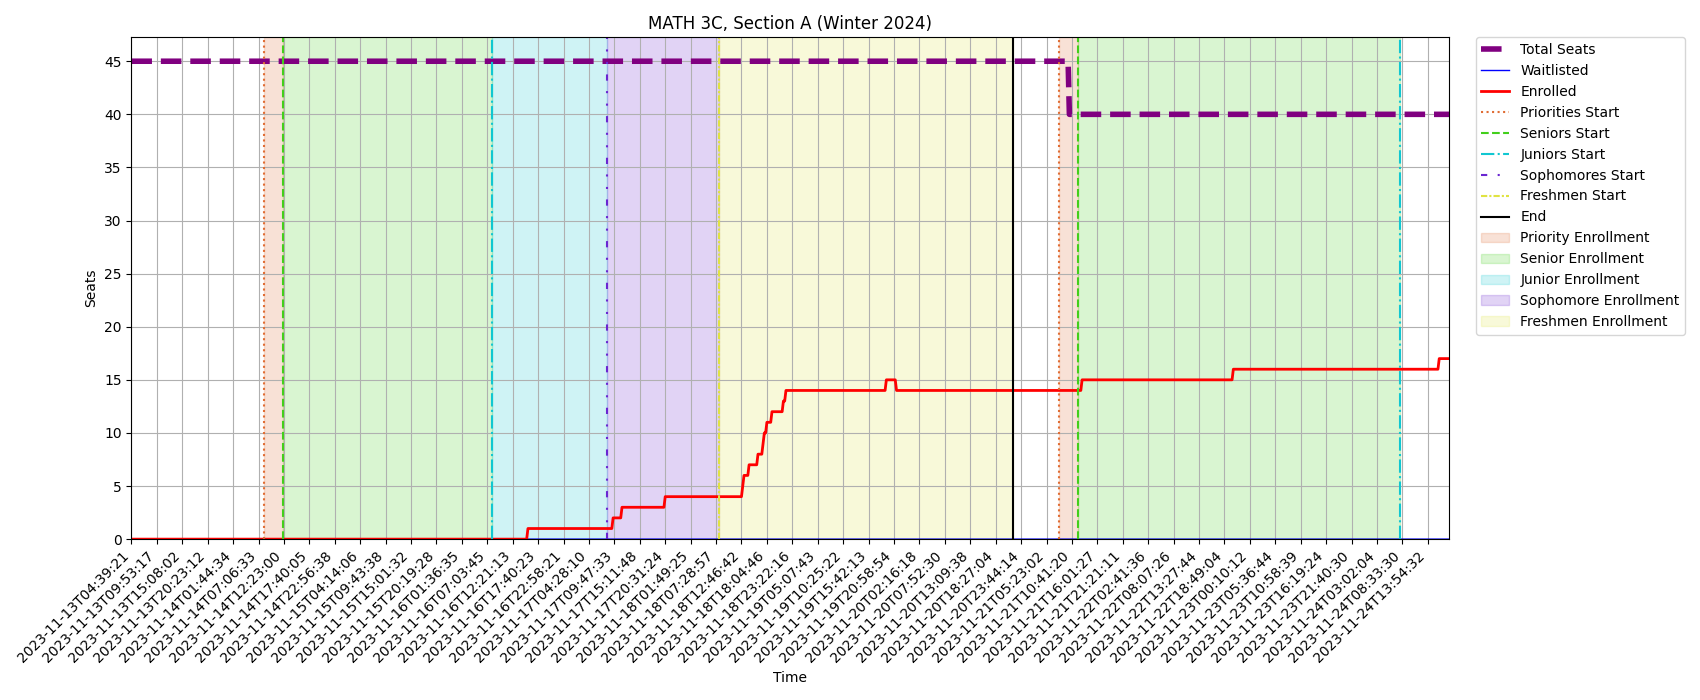 MATH 3C, Section A (Winter 2024)
Seats
45
40
35
30
25
20
15
10
5
0
2023-11-13T04:39:21
2023-11-13T09:53:17
2023-11-13T15:08:02
2023-11-13T20:23:12
2023-11-14T01:44:34
2023-11-14T07:06:33
2023-11-14T12:23:00
2023-11-14T17:40:05
2023-11-14T22:56:38
2023-11-15T04:14:06
2023-11-15T09:43:38
2023-11-15T15:01:32
2023-11-15T20:19:28
2023-11-16T01:36:35
2023-11-16T07:03:45
2023-11-16T12:21:13
2023-11-16T17:40:23
2023-11-16T22:58:21
2023-11-17T04:28:10
2023-11-17T09:47:33
2023-11-17T15:11:48
2023-11-17T20:31:24
2023-11-18T01:49:25
2023-11-18T07:28:57
2023-11-18T12:46:42
2023-11-18T18:04:46
2023-11-18T23:22:16
2023-11-19T05:07:43
2023-11-19T10:25:22
2023-11-19T15:42:13
2023-11-19T20:58:54
2023-11-20T02:16:18
2023-11-20T07:52:30
2023-11-20T13:09:38
2023-11-20T18:27:04
2023-11-20T23:44:14
2023-11-21T05:23:02
2023-11-21T10:41:20
2023-11-21T16:01:27
2023-11-21T21:21:11
2023-11-22T02:41:36
2023-11-22T08:07:26
2023-11-22T13:27:44
2023-11-22T18:49:04
2023-11-23T00:10:12
2023-11-23T05:36:44
2023-11-23T10:58:39
2023-11-23T16:19:24
2023-11-23T21:40:30
2023-11-24T03:02:04
2023-11-24T08:33:30
2023-11-24T13:54:32
Time
Total Seats
Waitlisted
Enrolled
Priorities Start
Seniors Start
Juniors Start
Sophomores Start
Freshmen Start
End
Priority Enrollment
Senior Enrollment
Junior Enrollment
Sophomore Enrollment
Freshmen Enrollment